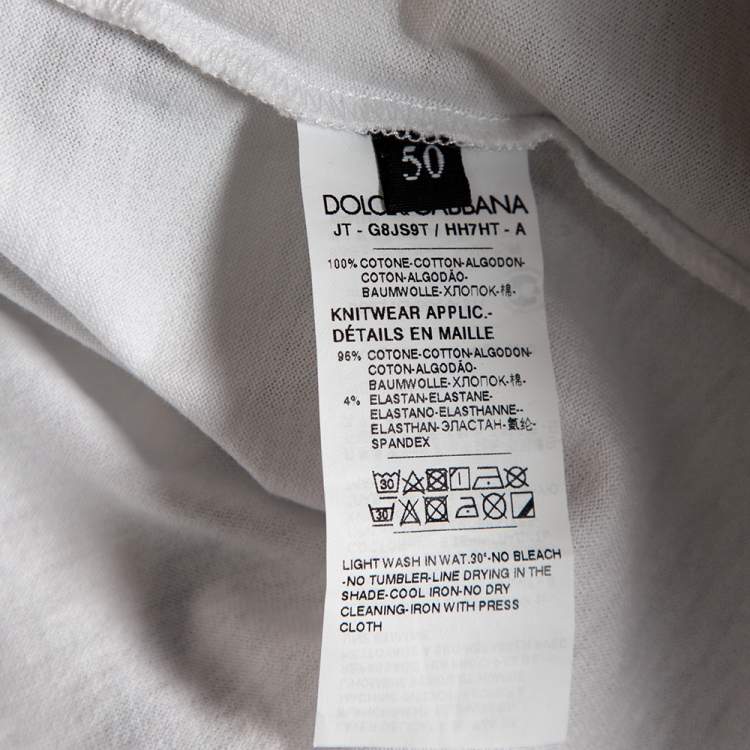 50
DOLCE & GABBANA
JT - G8JS9T / HH7HT - A
100% COTONE-COTTON-ALGODON-
COTON-ALGODÃO-
BAUMWOLLE-ХЛОПОК-棉-
KNITWEAR APPLIC.-
DÉTAILS EN MAILLE
96% COTONE-COTTON-ALGODON-
COTON-ALGODÃO-
BAUMWOLLE-ХЛОПОК-棉-
4% ELASTAN-ELASTANE-
ELASTANO-ELASTHANNE--
ELASTHAN-ЭЛАСТАН-氨纶-
SPANDEX
30
30
LIGHT WASH IN WAT.30°-NO BLEACH
-NO TUMBLER-LINE DRYING IN THE
SHADE-COOL IRON-NO DRY
CLEANING-IRON WITH PRESS
CLOTH